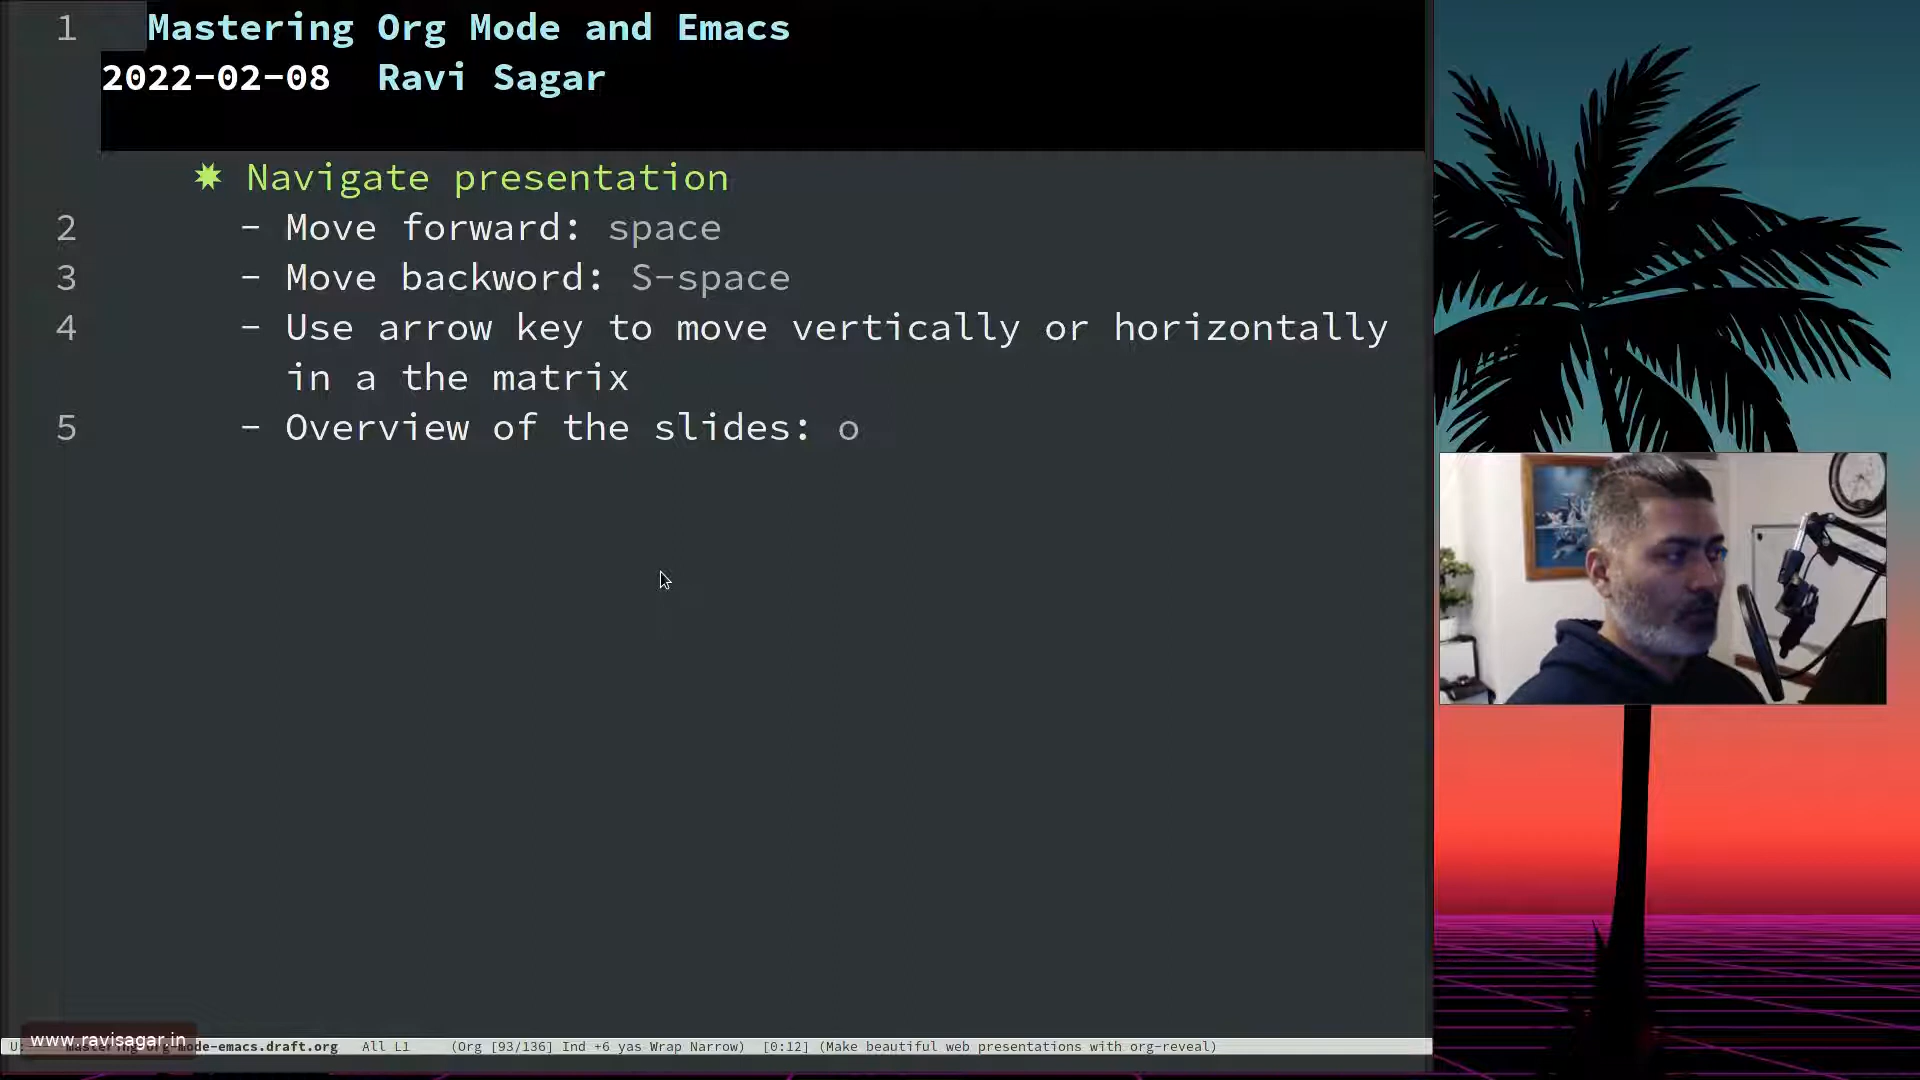 1 Mastering Org Mode and Emacs
2022-02-08 Ravi Sagar
✸ Navigate presentation
2 - Move forward: space
3 - Move backword: S-space
4 - Use arrow key to move vertically or horizontally
in a the matrix
5 - Overview of the slides: o
www.ravisagar.in
mastering-org-mode-emacs.draft.org All L1 (Org [93/136] Ind +6 yas Wrap Narrow) [0:12] (Make beautiful web presentations with org-reveal)